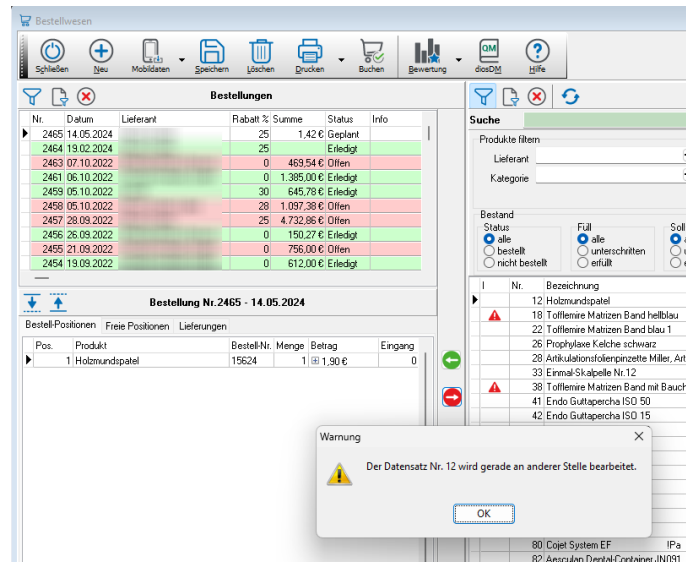 Bestellwesen
Schließen Neu Mobildaten Speichern Löschen Drucken Buchen Bewertung diosDM Hilfe
QM
Bestellungen
Nr. Datum Lieferant Rabatt % Summe Status Info
2465 14.05.2024 25 1,42 € Geplant
2464 19.02.2024 25 Erledigt
2463 07.10.2022 0 469,54 € Offen
2461 06.10.2022 0 1.385,00 € Erledigt
2459 05.10.2022 30 645,78 € Erledigt
2458 05.10.2022 28 1.097,38 € Offen
2457 28.09.2022 25 4.732,86 € Offen
2456 26.09.2022 0 150,27 € Erledigt
2455 21.09.2022 0 756,00 € Offen
2454 19.09.2022 0 612,00 € Erledigt
Bestellung Nr.2465 - 14.05.2024
Bestell-Positionen Freie Positionen Lieferungen
Pos. Produkt Bestell-Nr. Menge Betrag Eingang
1 Holzmundspatel 15624 1 1,90 € 0
Suche
Produkte filtern
Lieferant
Kategorie
Bestand
Status Füll Soll
alle alle
bestellt unterschritten
nicht bestellt erfüllt
! Nr. Bezeichnung
12 Holzmundspatel
18 Tofflemire Matrizen Band hellblau
22 Tofflemire Matrizen Band blau 1
26 Prophylaxe Kelche schwarz
28 Artikulationsfolienpinzette Miller, Art
33 Einmal-Skalpelle Nr.12
38 Tofflemire Matrizen Band mit Bauch
41 Endo Guttapercha ISO 50
42 Endo Guttapercha ISO 15
Warnung
Der Datensatz Nr. 12 wird gerade an anderer Stelle bearbeitet.
OK
80 Cojet System EF !Pa
82 Aesculap Dental-Container JN091